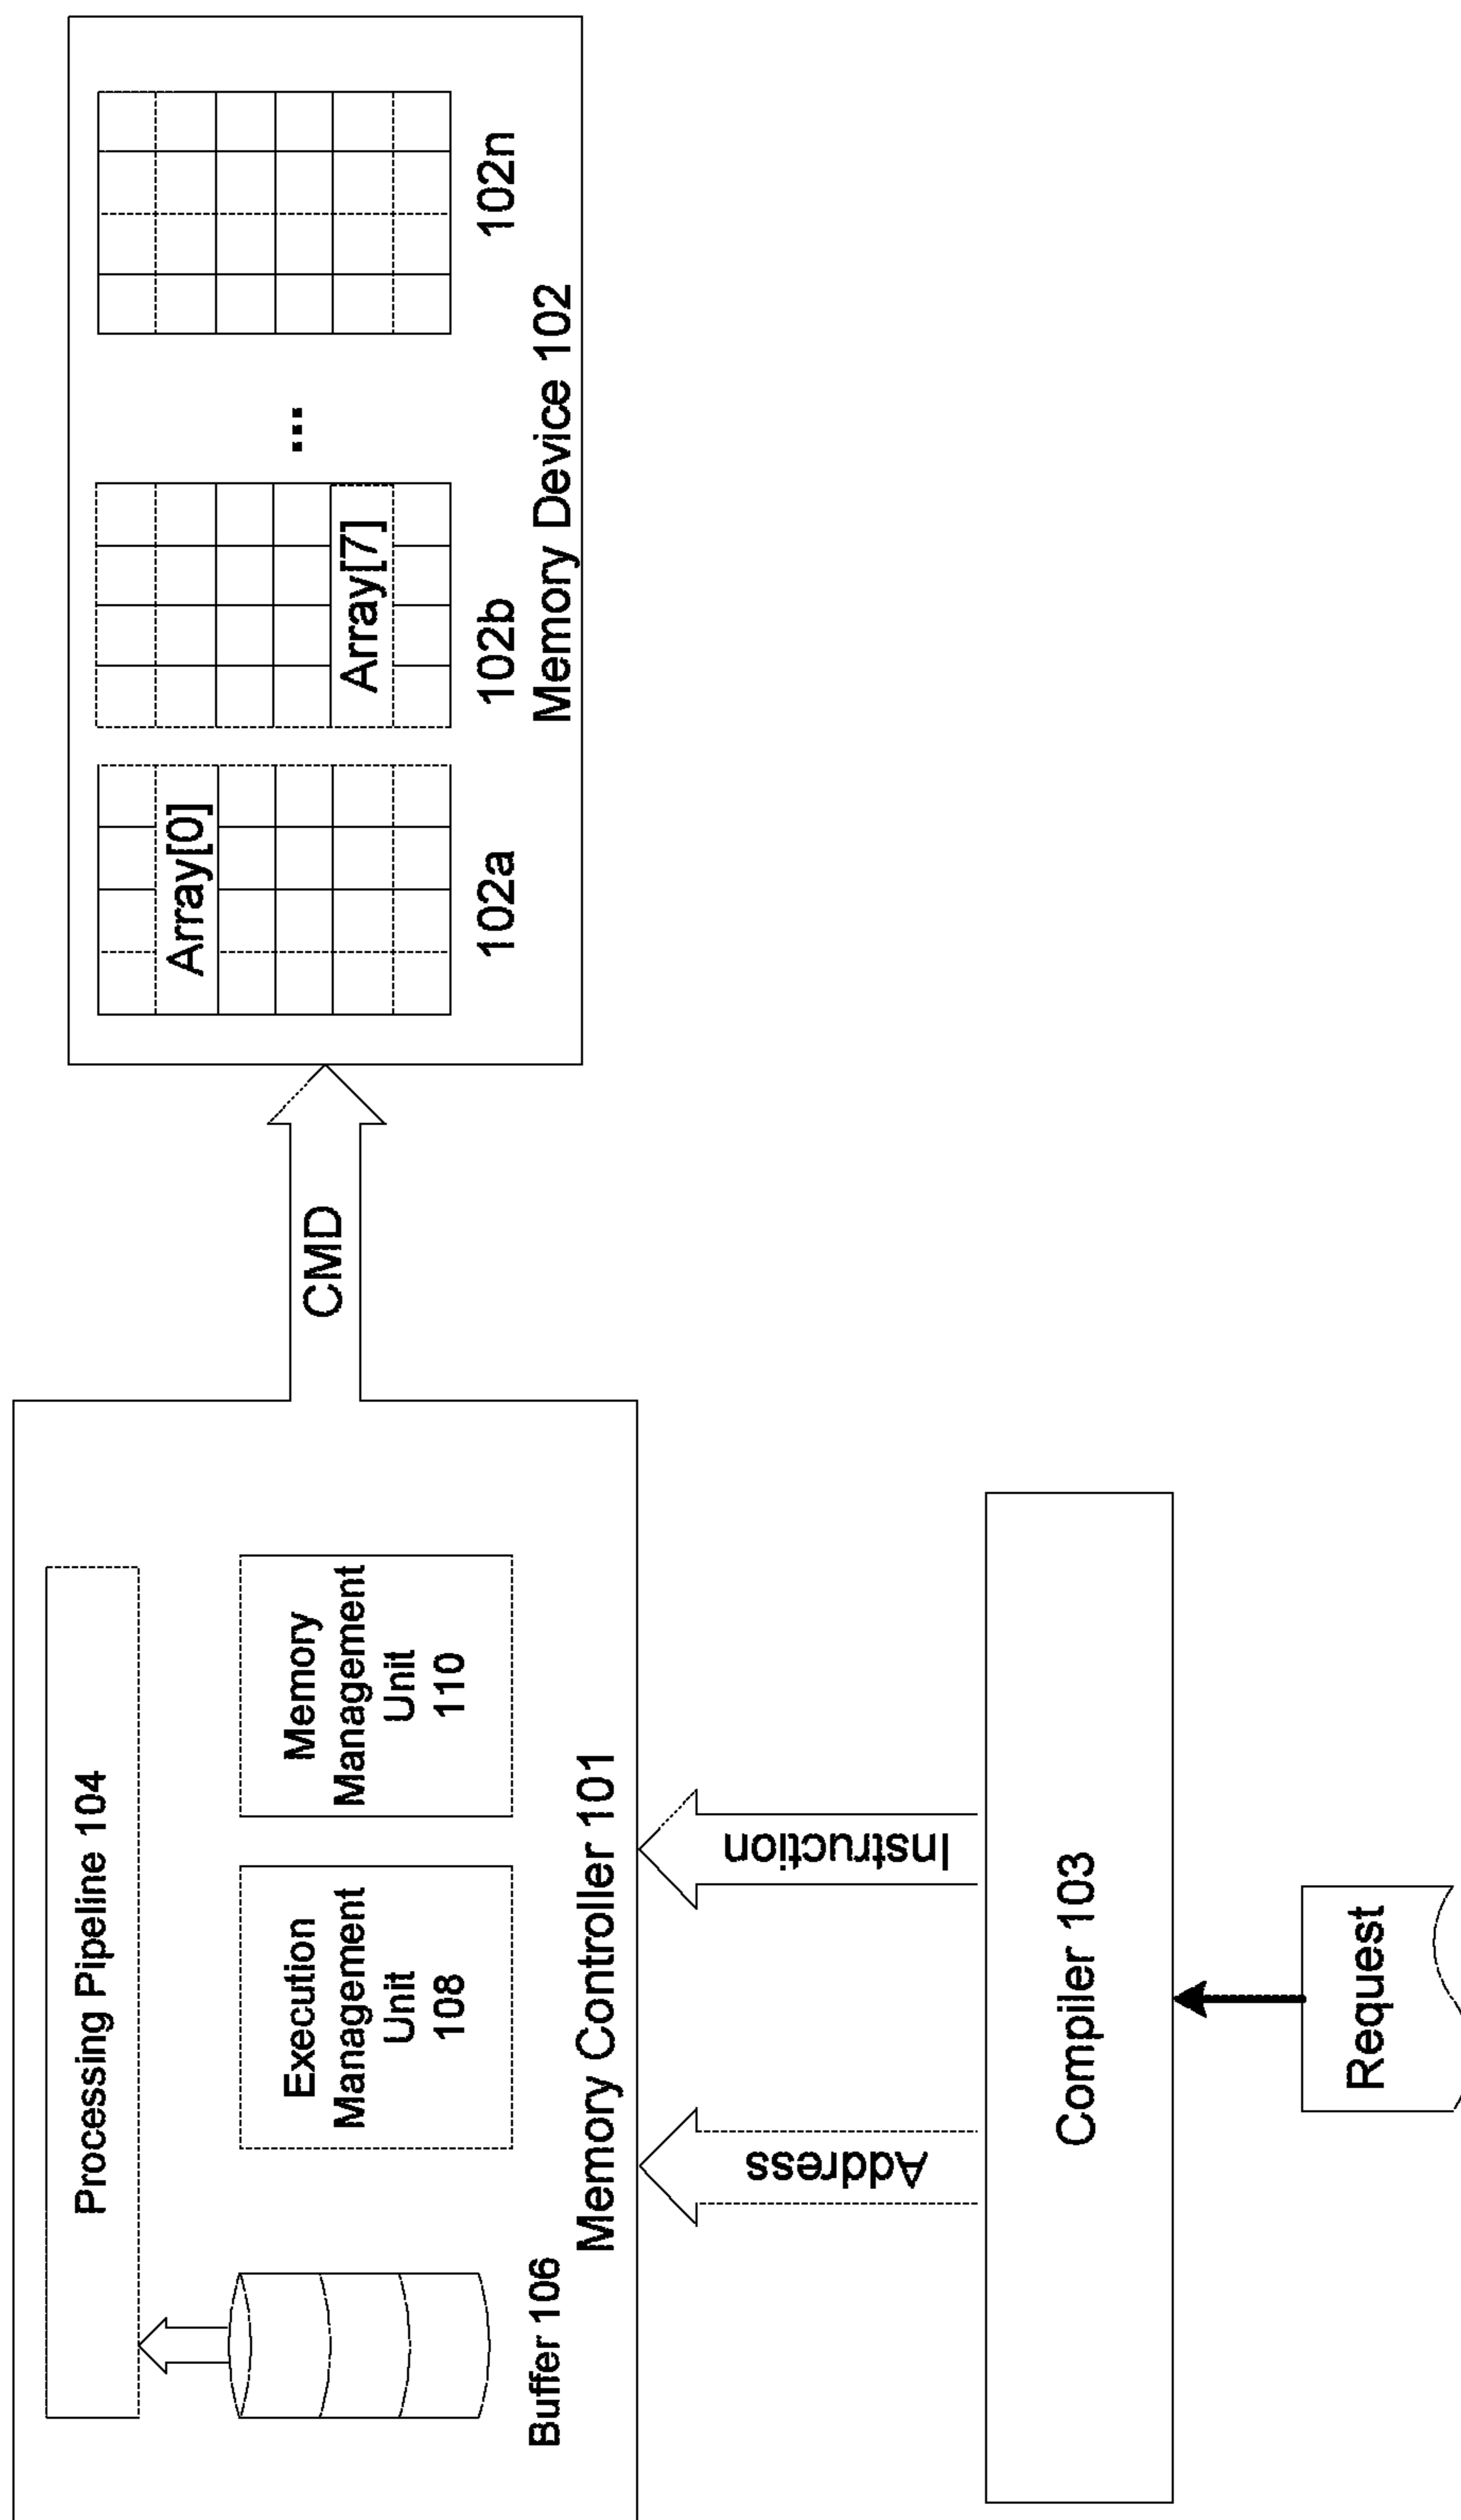 Processing Pipeline 104
Buffer 106
Execution
Management
Unit
108
Memory
Management
Unit
110
Memory Controller 101
CMD
Array[0]
Array[7]
...
102a
102b
102n
Memory Device 102
Address
Instruction
Compiler 103
Request